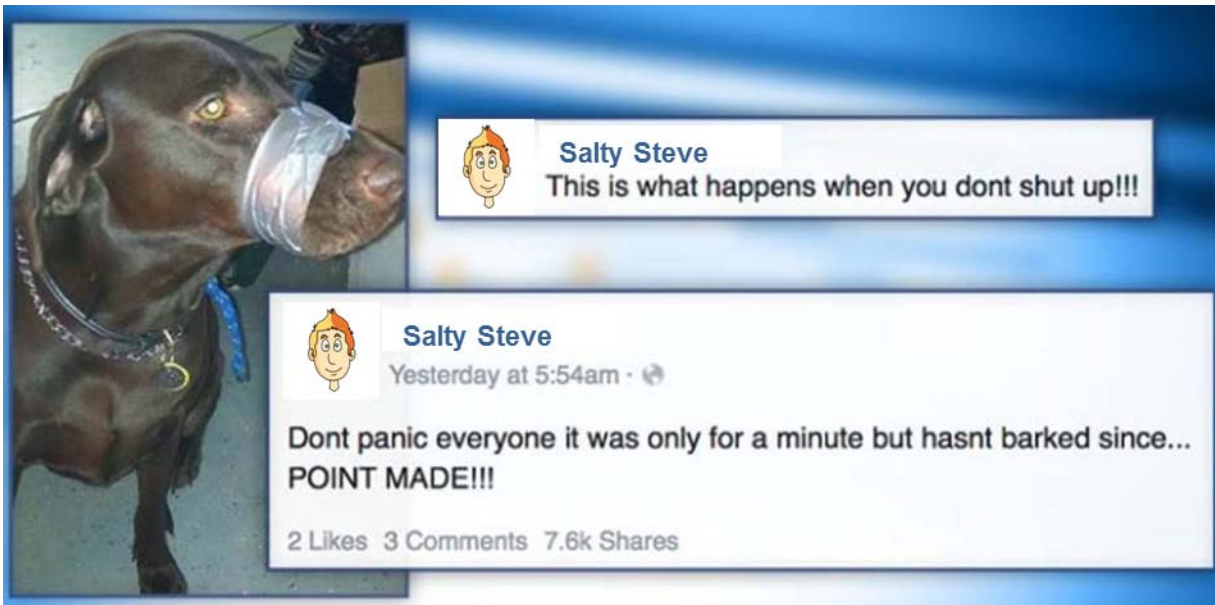 Salty Steve
This is what happens when you dont shut up!!!
Salty Steve
Yesterday at 5:54am ·
Dont panic everyone it was only for a minute but hasnt barked since...
POINT MADE!!!
2 Likes 3 Comments 7.6k Shares